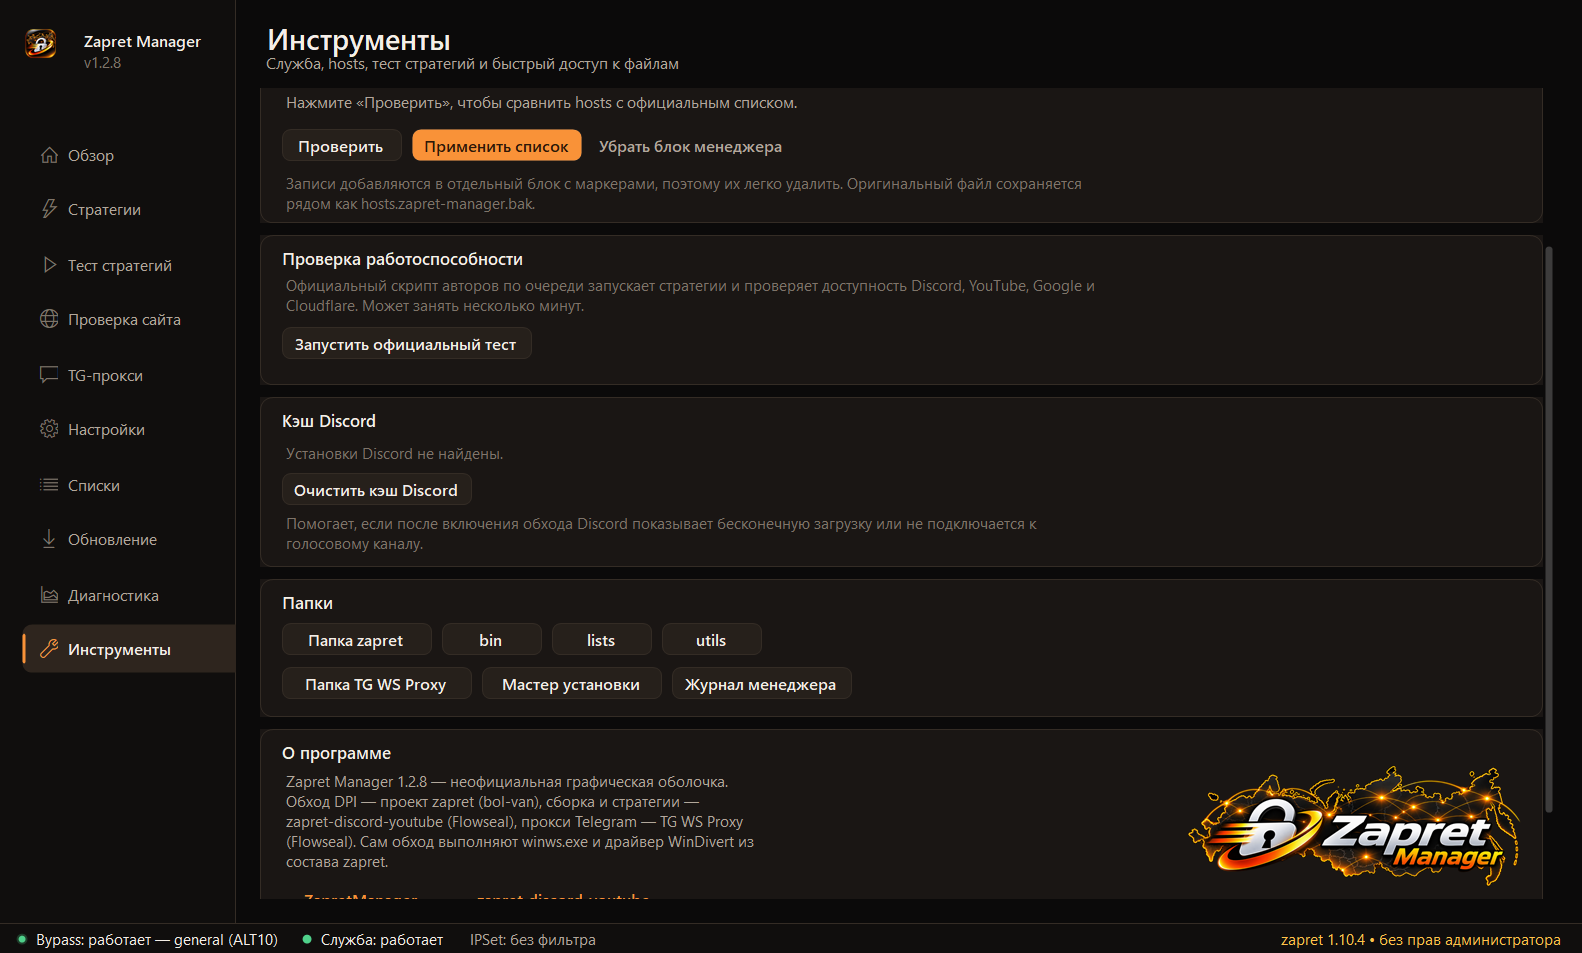 Zapret Manager
v1.2.8
Обзор
Стратегии
Тест стратегий
Проверка сайта
TG-прокси
Настройки
Списки
Обновление
Диагностика
Инструменты
Инструменты
Служба, hosts, тест стратегий и быстрый доступ к файлам
Нажмите «Проверить», чтобы сравнить hosts с официальным списком.
Проверить Применить список Убрать блок менеджера
Записи добавляются в отдельный блок с маркерами, поэтому их легко удалить. Оригинальный файл сохраняется
рядом как hosts.zapret-manager.bak.
Проверка работоспособности
Официальный скрипт авторов по очереди запускает стратегии и проверяет доступность Discord, YouTube, Google и
Cloudflare. Может занять несколько минут.
Запустить официальный тест
Кэш Discord
Установки Discord не найдены.
Очистить кэш Discord
Помогает, если после включения обхода Discord показывает бесконечную загрузку или не подключается к
голосовому каналу.
Папки
Папка zapret bin lists utils
Папка TG WS Proxy Мастер установки Журнал менеджера
О программе
Zapret Manager 1.2.8 — неофициальная графическая оболочка.
Обход DPI — проект zapret (bol-van), сборка и стратегии —
zapret-discord-youtube (Flowseal), прокси Telegram — TG WS Proxy
(Flowseal). Сам обход выполняют winws.exe и драйвер WinDivert из
состава zapret.
Zapret
Manager
ZapretManager zapret-discord-youtube
Bypass: работает — general (ALT10) Служба: работает IPSet: без фильтра zapret 1.10.4 • без прав администратора